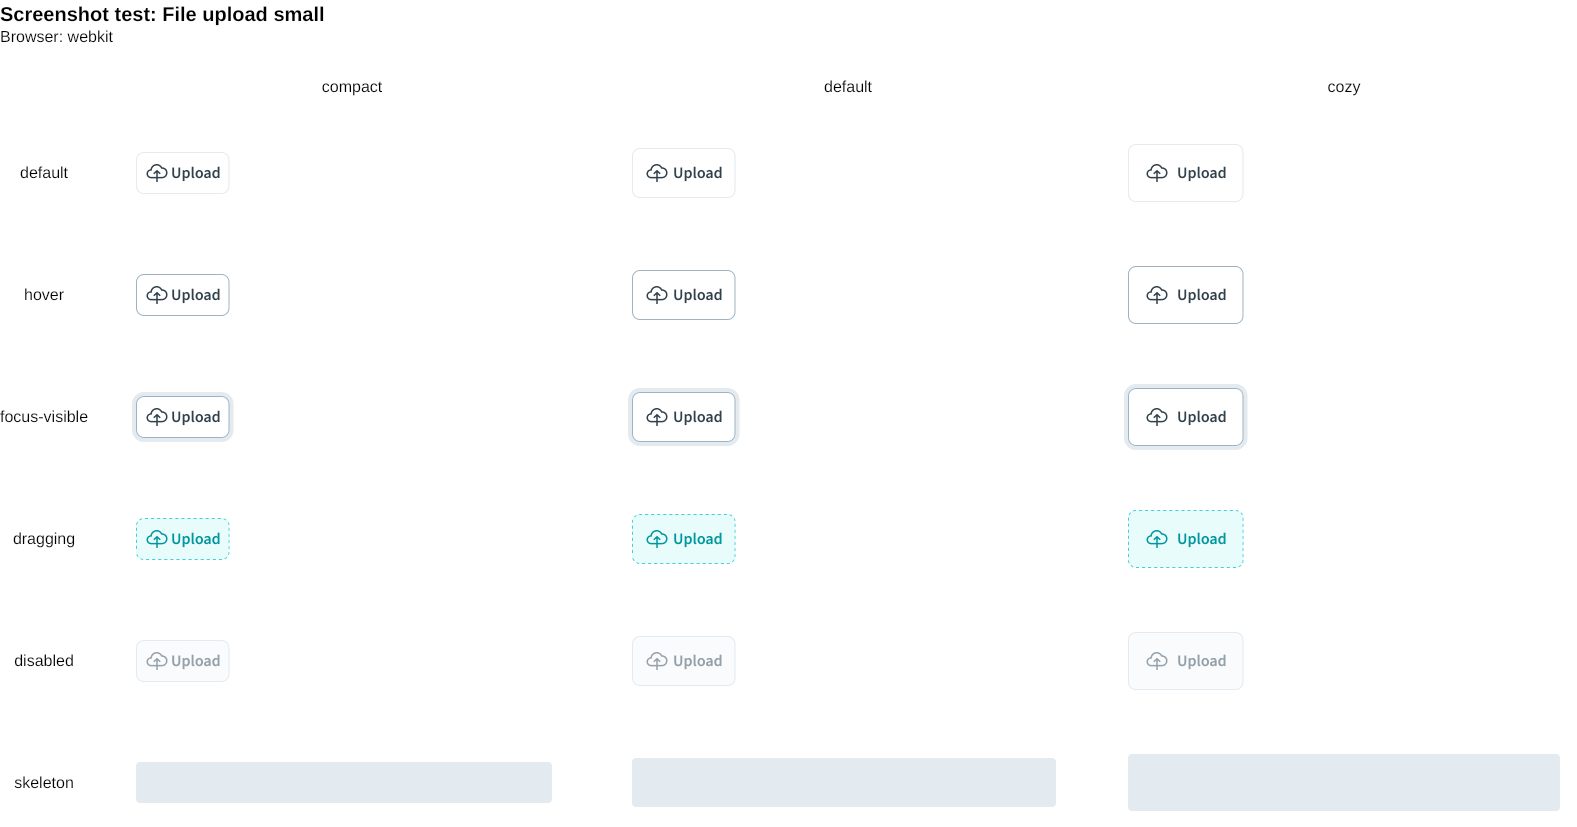 Screenshot test: File upload small
Browser: webkit
compact default cozy
default Upload Upload Upload
hover Upload Upload Upload
focus-visible Upload Upload Upload
dragging Upload Upload Upload
disabled Upload Upload Upload
skeleton